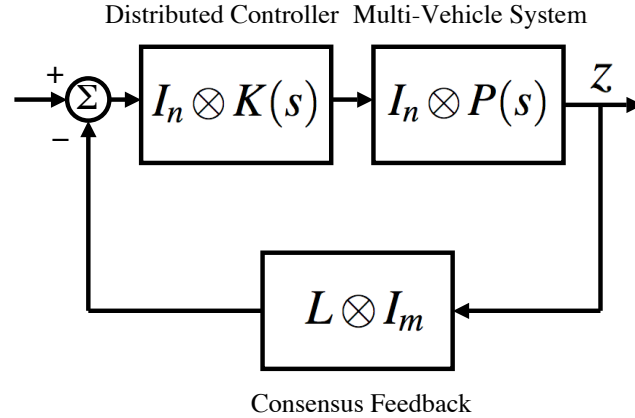 Distributed Controller Multi-Vehicle System
+
Σ
−
I_n ⊗ K(s)
I_n ⊗ P(s)
z
L ⊗ I_m
Consensus Feedback